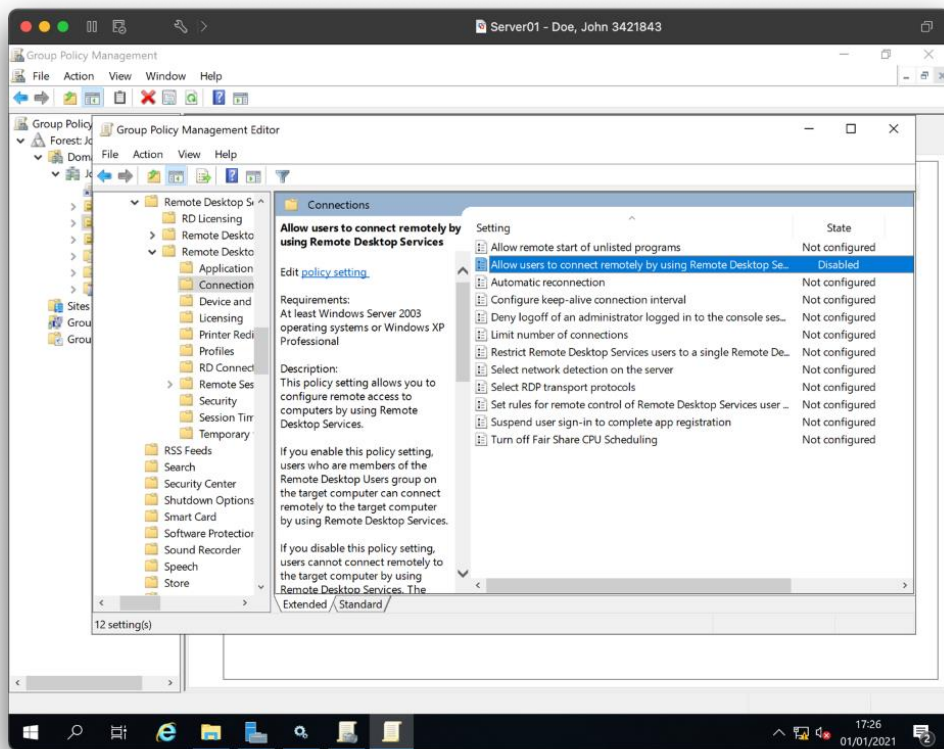 Server01 - Doe, John 3421843
Group Policy Management
File Action View Window Help
Group Policy
Forest: Jo
Dom
Sites
Grou
Grou
Group Policy Management Editor
File Action View Help
Remote Desktop Se
RD Licensing
Remote Deskto
Remote Deskto
Application
Connection
Device and
Licensing
Printer Redi
Profiles
RD Connect
Remote Ses
Security
Session Tim
Temporary
RSS Feeds
Search
Security Center
Shutdown Options
Smart Card
Software Protection
Sound Recorder
Speech
Store
Connections
Allow users to connect remotely by
using Remote Desktop Services
Edit policy setting
Requirements:
At least Windows Server 2003
operating systems or Windows XP
Professional
Description:
This policy setting allows you to
configure remote access to
computers by using Remote
Desktop Services.
If you enable this policy setting,
users who are members of the
Remote Desktop Users group on
the target computer can connect
remotely to the target computer
by using Remote Desktop Services.
If you disable this policy setting,
users cannot connect remotely to
the target computer by using
Remote Desktop Services. The
Setting State
Allow remote start of unlisted programs Not configured
Allow users to connect remotely by using Remote Desktop Se... Disabled
Automatic reconnection Not configured
Configure keep-alive connection interval Not configured
Deny logoff of an administrator logged in to the console ses... Not configured
Limit number of connections Not configured
Restrict Remote Desktop Services users to a single Remote De... Not configured
Select network detection on the server Not configured
Select RDP transport protocols Not configured
Set rules for remote control of Remote Desktop Services user ... Not configured
Suspend user sign-in to complete app registration Not configured
Turn off Fair Share CPU Scheduling Not configured
Extended Standard
12 setting(s)
17:26
01/01/2021
2